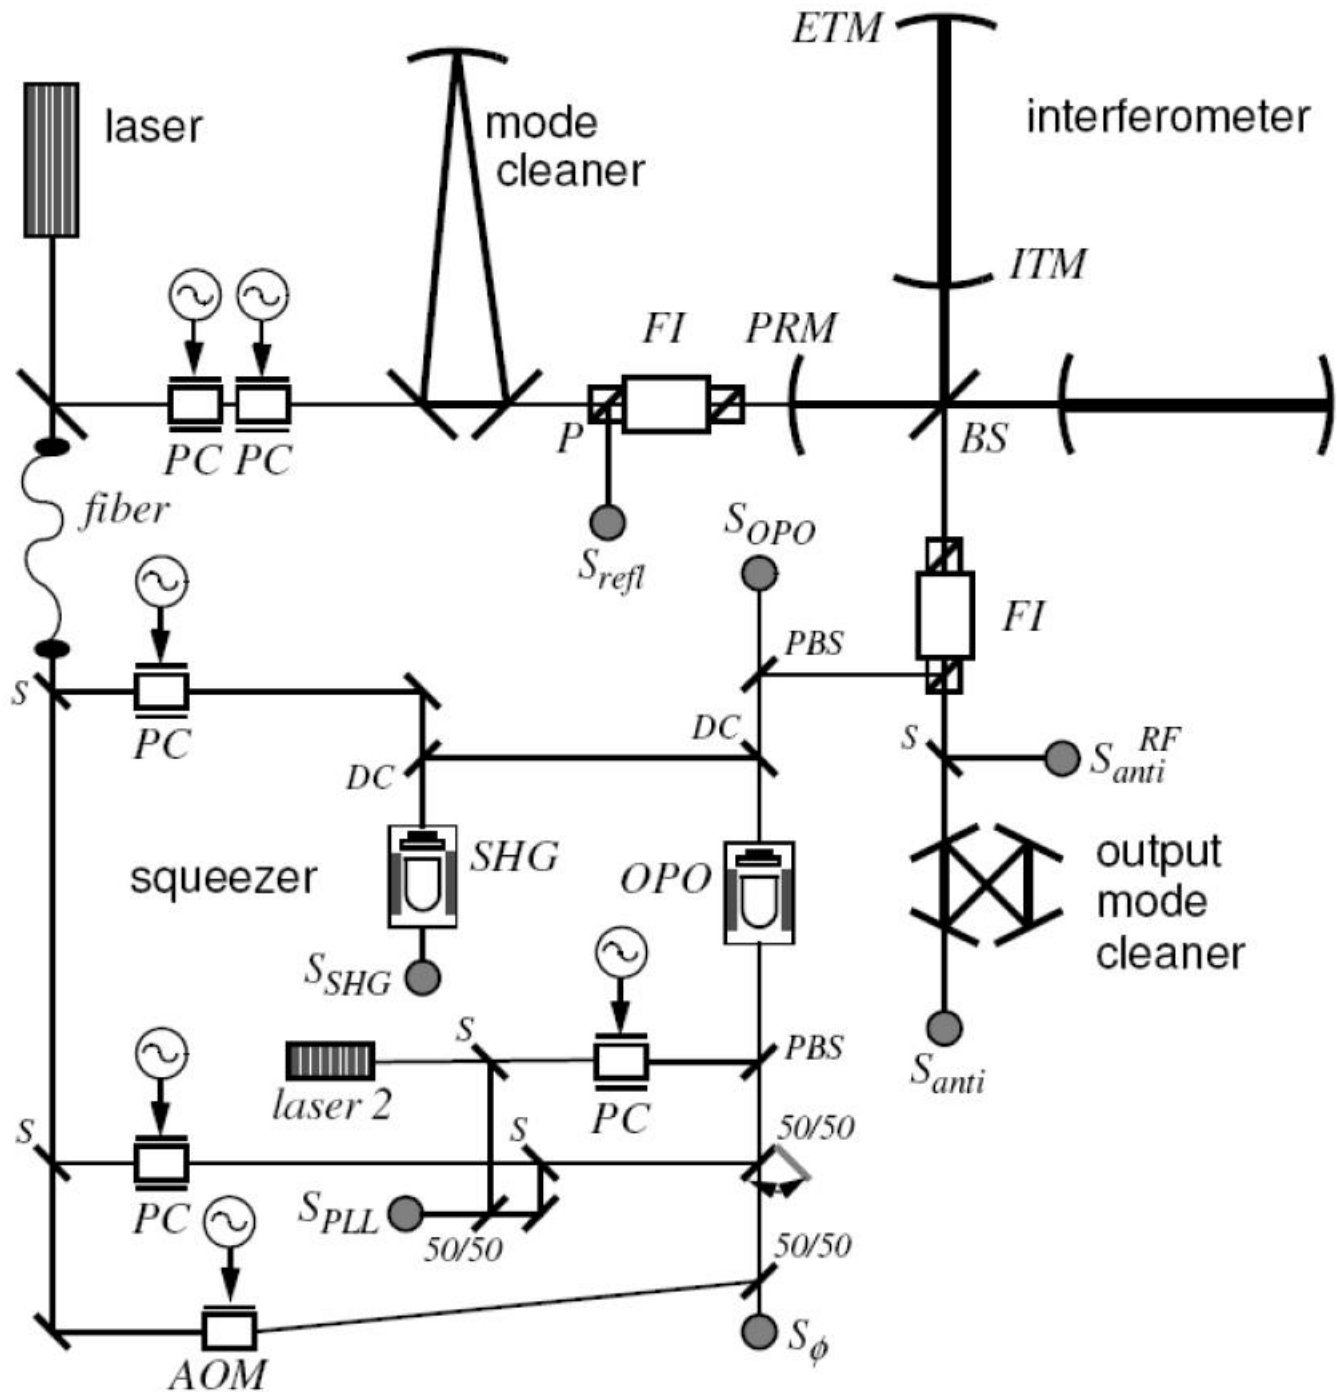 ETM
laser
mode
cleaner
interferometer
ITM
FI
PRM
P
BS
PC
PC
fiber
S_OPO
S_refl
FI
PBS
S
PC
DC
S
S_anti^RF
DC
squeezer
SHG
OPO
output
mode
cleaner
S_SHG
S
PBS
S_anti
laser 2
PC
S
S
50/50
PC
S_PLL
50/50
50/50
S_ϕ
AOM